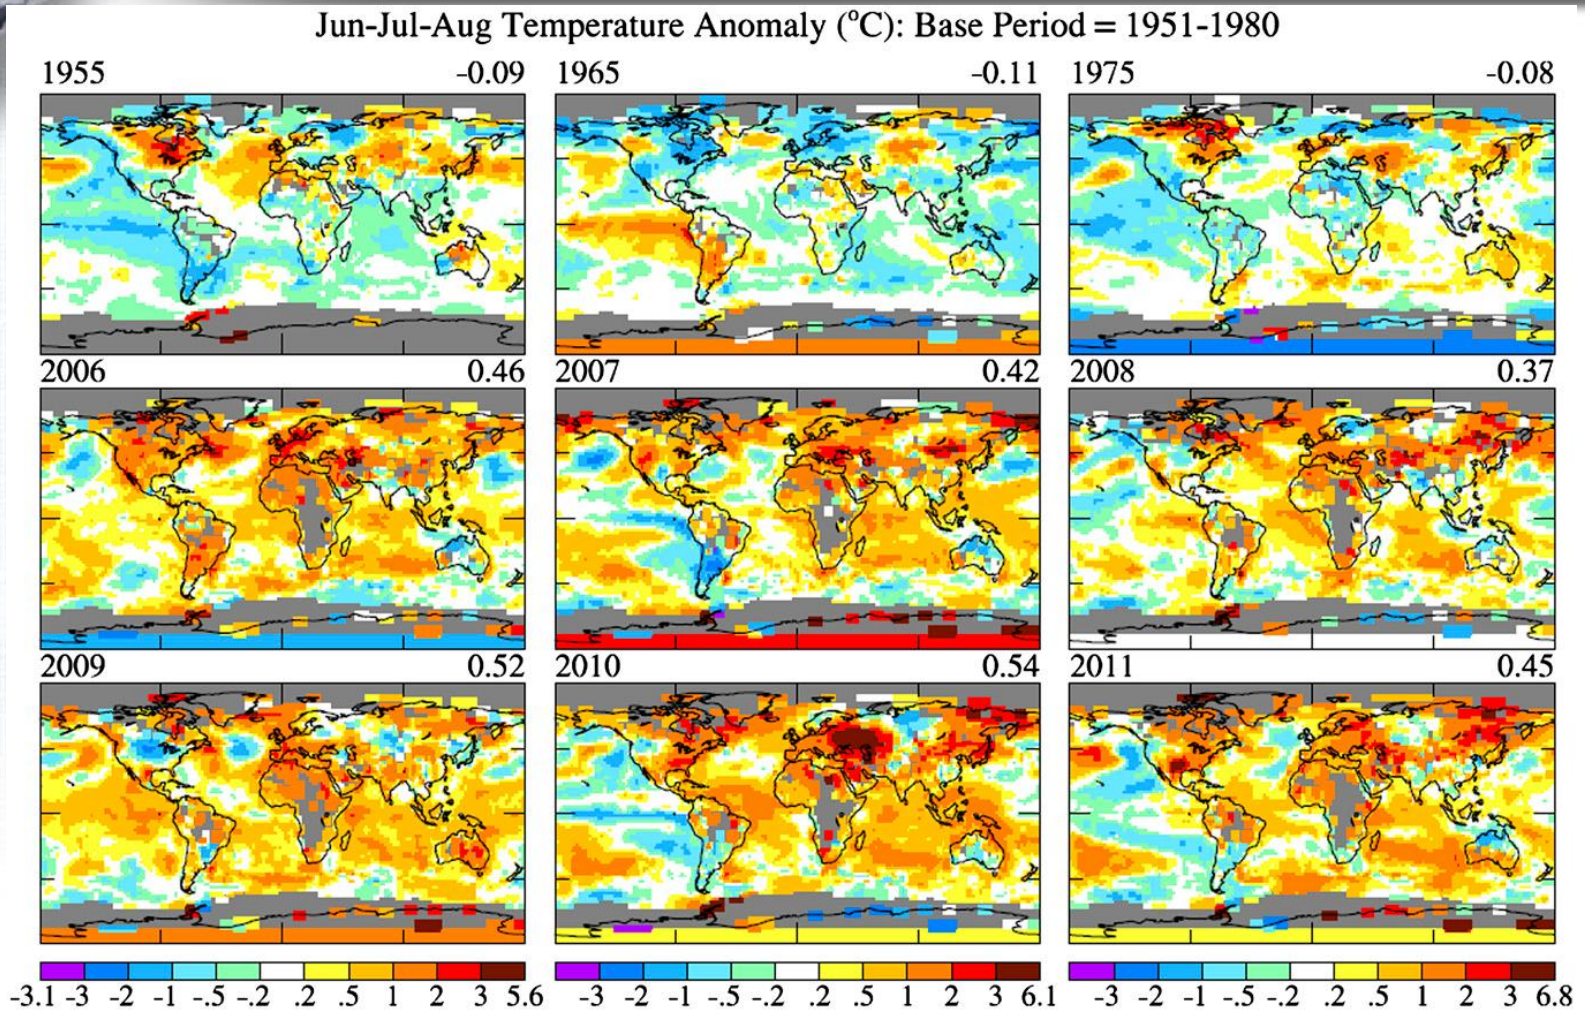 Jun-Jul-Aug Temperature Anomaly (°C): Base Period = 1951-1980
1955 -0.09 1965 -0.11 1975 -0.08
2006 0.46 2007 0.42 2008 0.37
2009 0.52 2010 0.54 2011 0.45
-3.1 -3 -2 -1 -.5 -.2 .2 .5 1 2 3 5.6 -3 -2 -1 -.5 -.2 .2 .5 1 2 3 6.1 -3 -2 -1 -.5 -.2 .2 .5 1 2 3 6.8